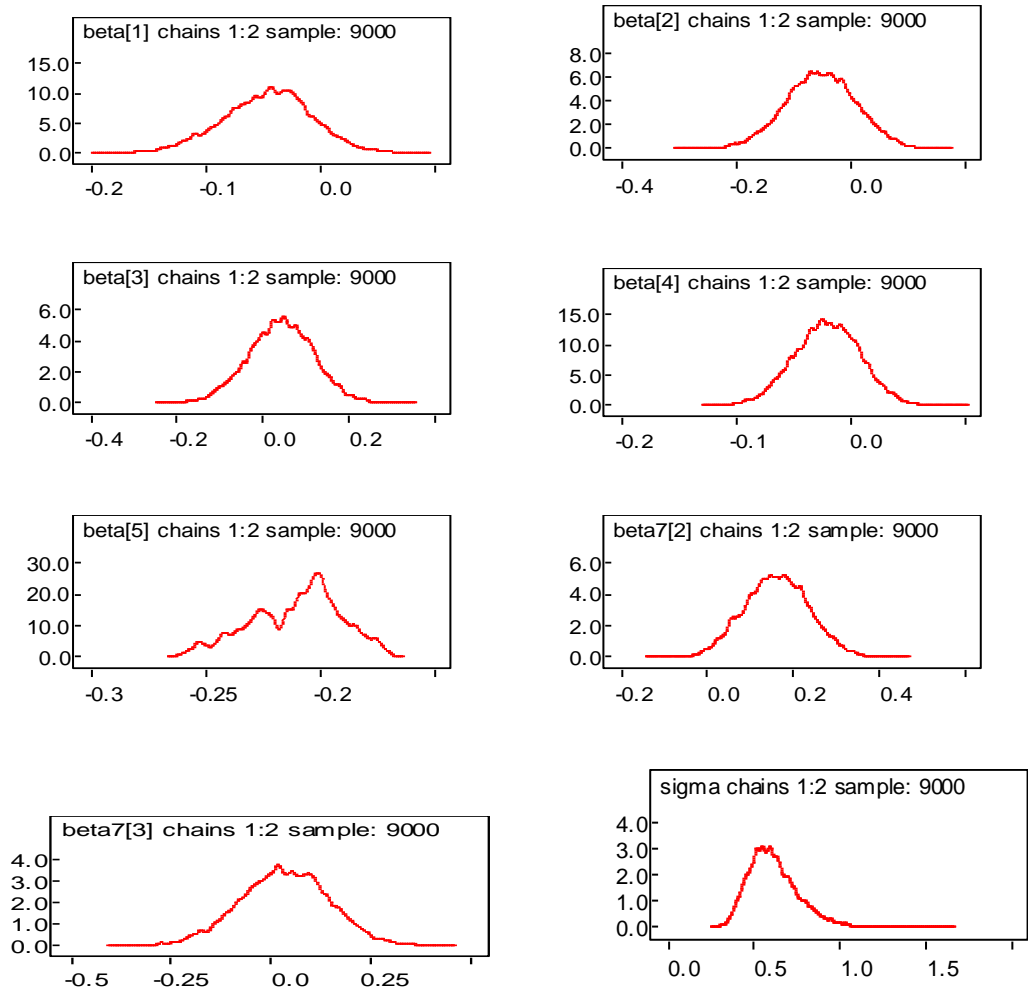 beta[1] chains 1:2 sample: 9000
15.0
10.0
5.0
0.0
-0.2 -0.1 0.0
beta[2] chains 1:2 sample: 9000
8.0
6.0
4.0
2.0
0.0
-0.4 -0.2 0.0
beta[3] chains 1:2 sample: 9000
6.0
4.0
2.0
0.0
-0.4 -0.2 0.0 0.2
beta[4] chains 1:2 sample: 9000
15.0
10.0
5.0
0.0
-0.2 -0.1 0.0
beta[5] chains 1:2 sample: 9000
30.0
20.0
10.0
0.0
-0.3 -0.25 -0.2
beta7[2] chains 1:2 sample: 9000
6.0
4.0
2.0
0.0
-0.2 0.0 0.2 0.4
beta7[3] chains 1:2 sample: 9000
4.0
3.0
2.0
1.0
0.0
-0.5 -0.25 0.0 0.25
sigma chains 1:2 sample: 9000
4.0
3.0
2.0
1.0
0.0
0.0 0.5 1.0 1.5